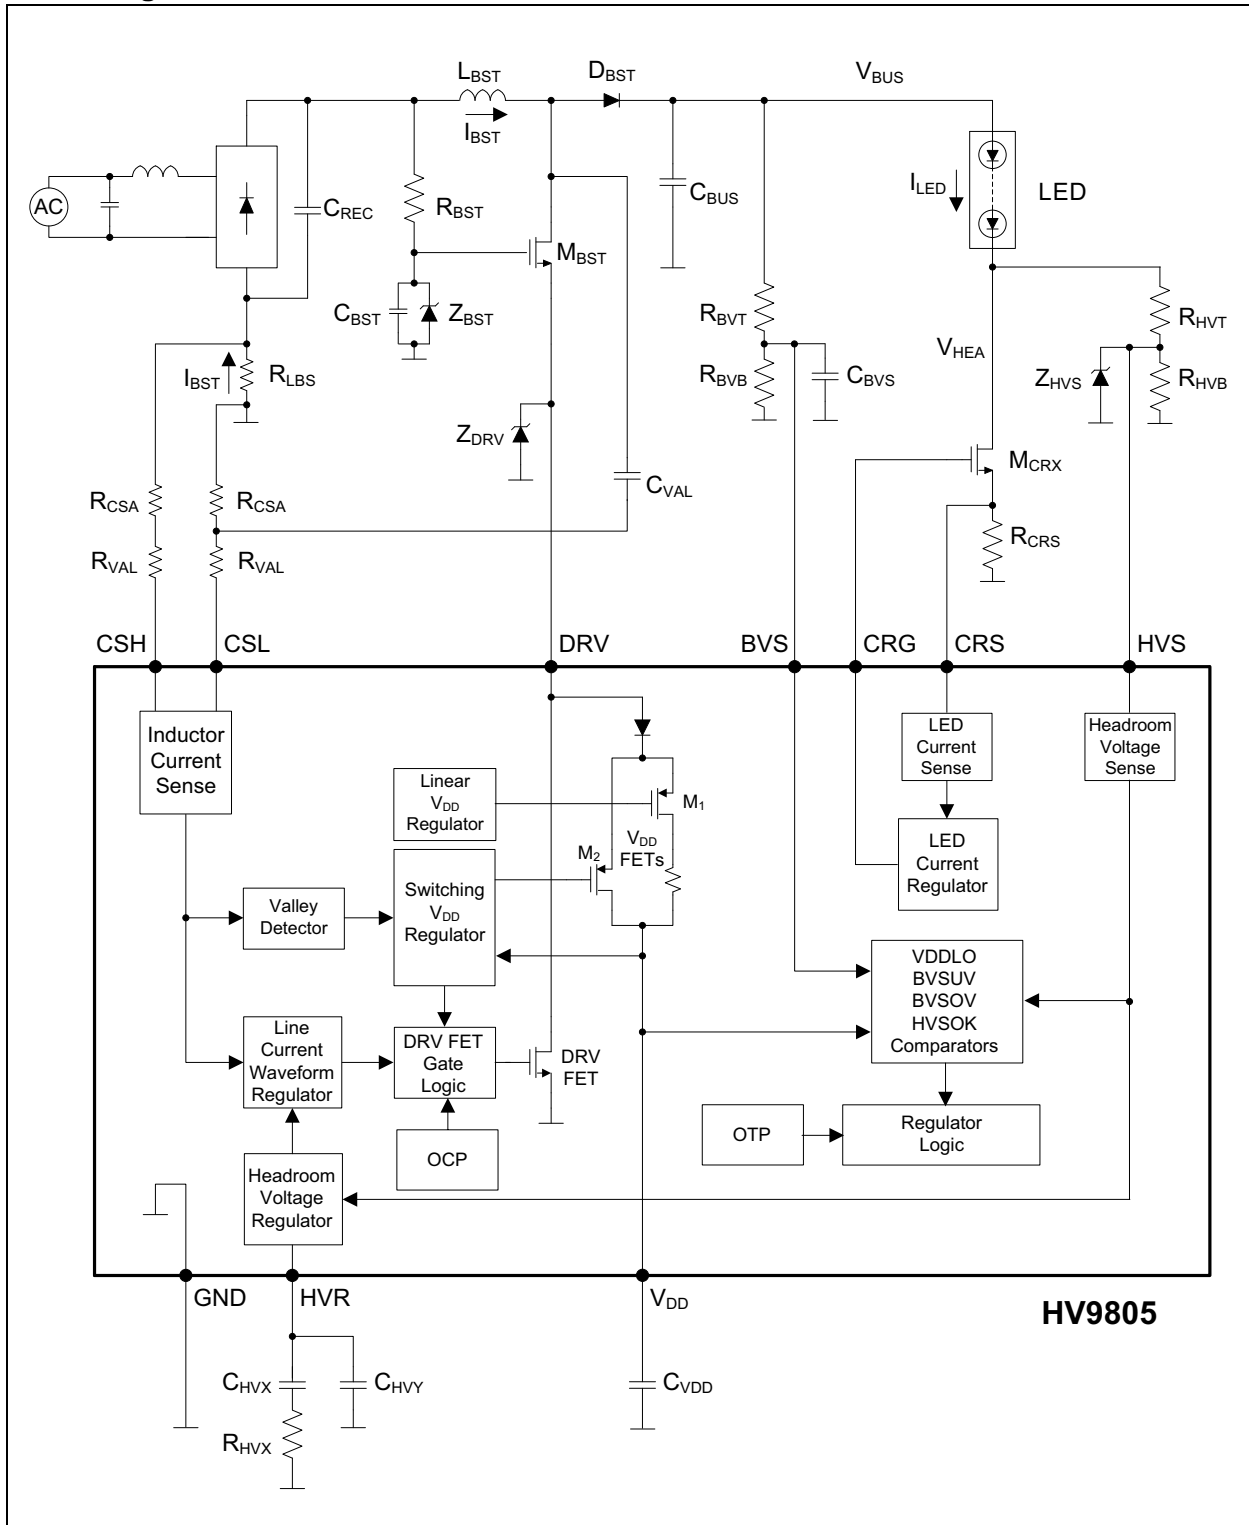 L_BST
D_BST
V_BUS
I_BST
AC
C_REC
R_BST
M_BST
C_BUS
I_LED
LED
C_BST
Z_BST
R_BVT
R_HVT
V_HEA
I_BST
R_LBS
R_BVB
C_BVS
Z_HVS
R_HVB
Z_DRV
M_CRX
R_CSA
R_CSA
C_VAL
R_CRS
R_VAL
R_VAL
CSH
CSL
DRV
BVS
CRG
CRS
HVS
Inductor
Current
Sense
LED
Current
Sense
Headroom
Voltage
Sense
Linear
V_DD
Regulator
M_1
V_DD
FETs
M_2
LED
Current
Regulator
Valley
Detector
Switching
V_DD
Regulator
VDDLO
BVSUV
BVSOV
HVSOK
Comparators
Line
Current
Waveform
Regulator
DRV FET
Gate
Logic
DRV
FET
OCP
OTP
Regulator
Logic
Headroom
Voltage
Regulator
GND
HVR
V_DD
HV9805
C_HVX
C_HVY
C_VDD
R_HVX